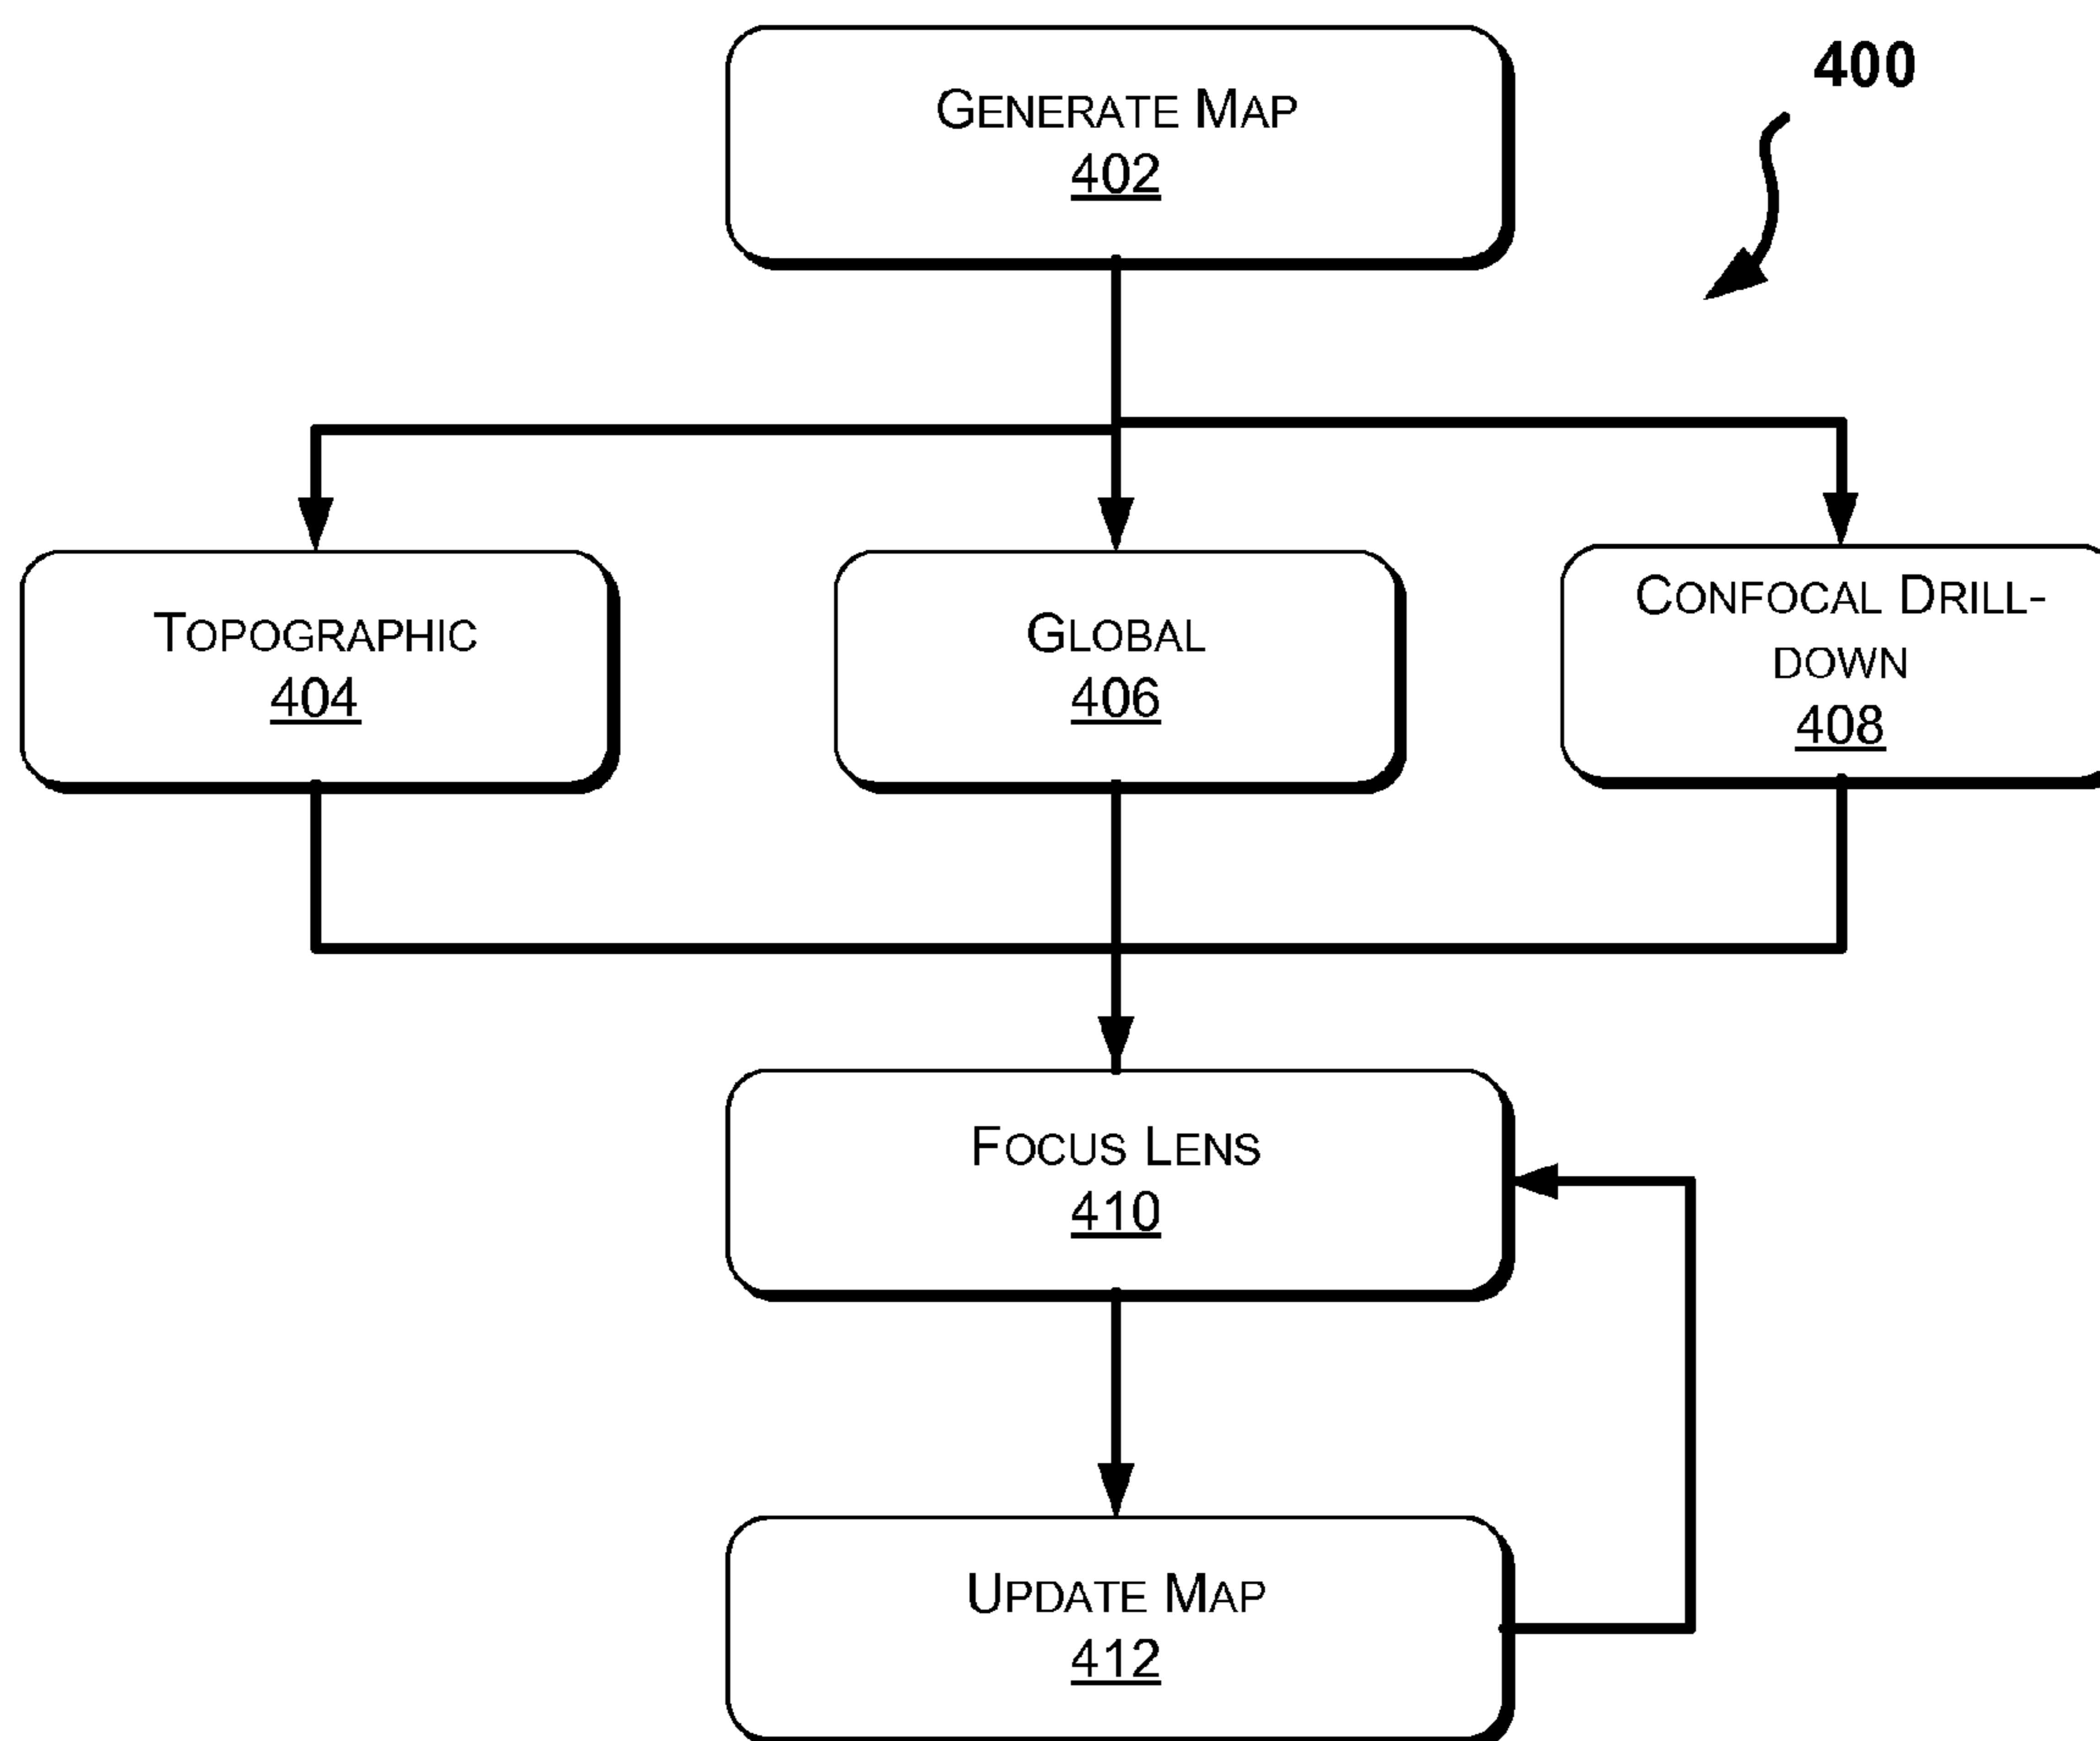 GENERATE MAP
402
400
TOPOGRAPHIC
404
GLOBAL
406
CONFOCAL DRILL-
DOWN
408
FOCUS LENS
410
UPDATE MAP
412